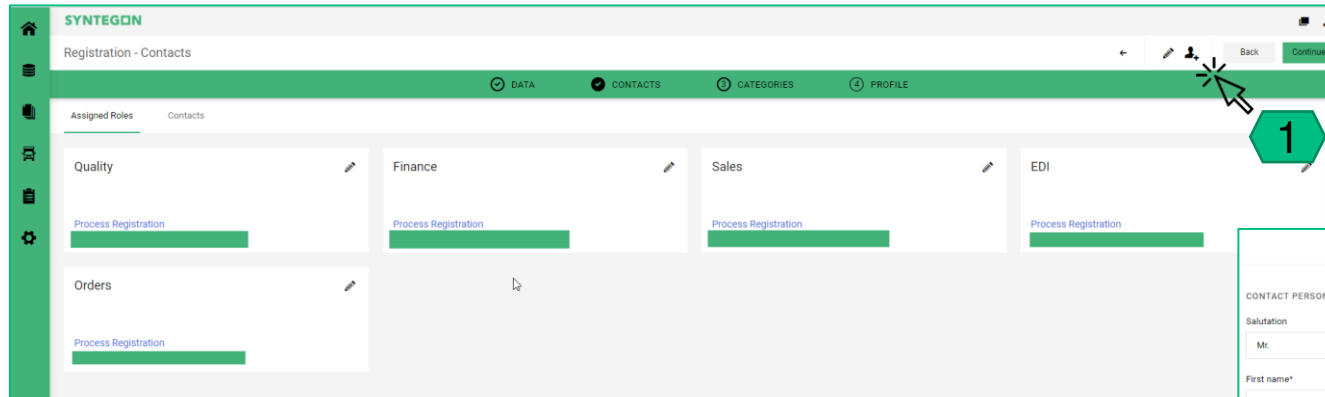 SYNTEGON
Registration - Contacts
Back
Continue
DATA
CONTACTS
3 CATEGORIES
4 PROFILE
Assigned Roles
Contacts
1
Quality
Finance
Sales
EDI
Process Registration
Process Registration
Process Registration
Process Registration
Orders
Process Registration
CONTACT PERSON
Salutation
Mr.
First name*